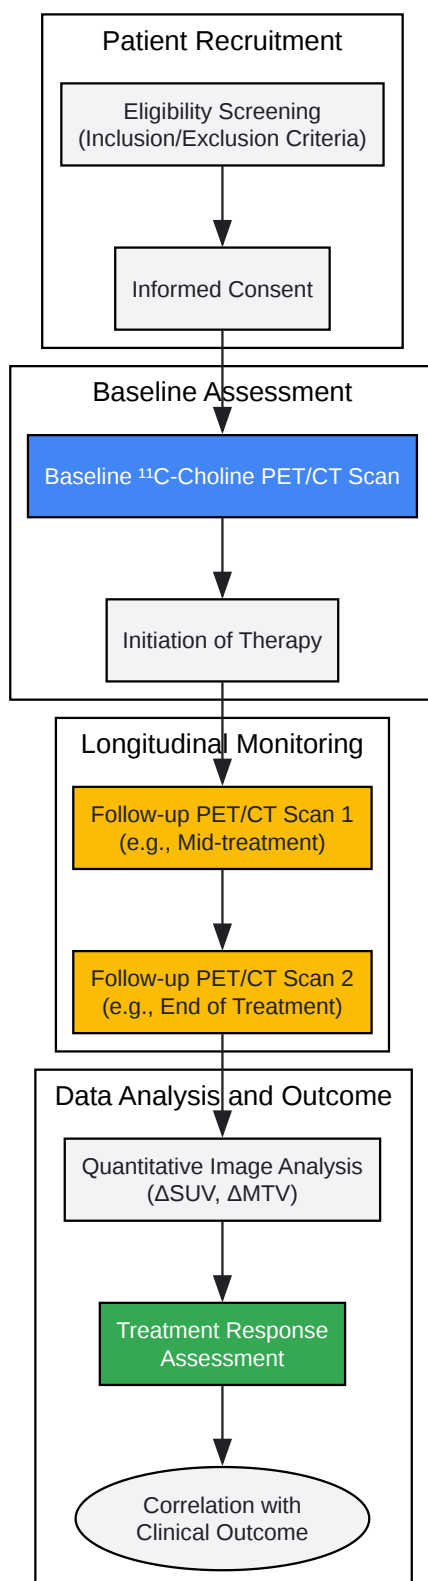 Patient Recruitment
Eligibility Screening
(Inclusion/Exclusion Criteria)
Informed Consent
Baseline Assessment
Baseline ¹¹C-Choline PET/CT Scan
Initiation of Therapy
Longitudinal Monitoring
Follow-up PET/CT Scan 1
(e.g., Mid-treatment)
Follow-up PET/CT Scan 2
(e.g., End of Treatment)
Data Analysis and Outcome
Quantitative Image Analysis
(ΔSUV, ΔMTV)
Treatment Response
Assessment
Correlation with
Clinical Outcome